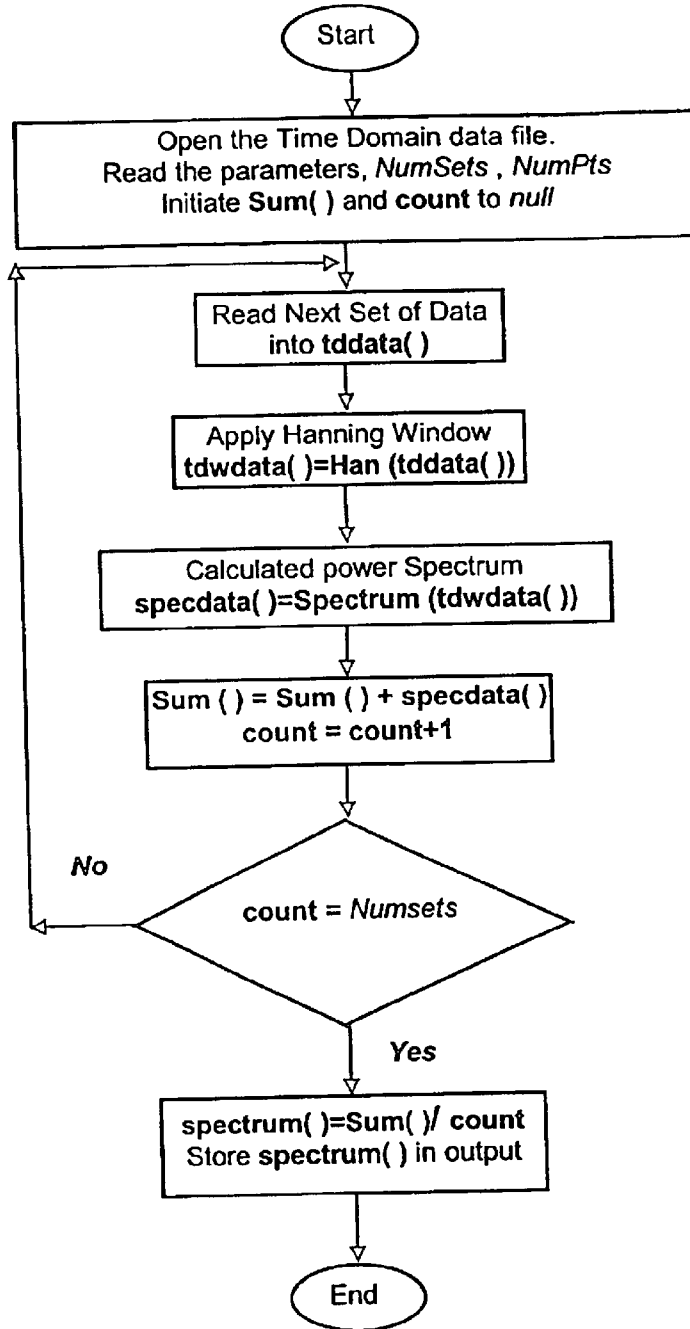 Start
Open the Time Domain data file.
Read the parameters, NumSets , NumPts
Initiate Sum( ) and count to null
Read Next Set of Data
into tddata( )
Apply Hanning Window
tdwdata( )=Han (tddata( ))
Calculated power Spectrum
specdata( )=Spectrum (tdwdata( ))
Sum ( ) = Sum ( ) + specdata( )
count = count+1
No
count = Numsets
Yes
spectrum( )=Sum( )/ count
Store spectrum( ) in output
End